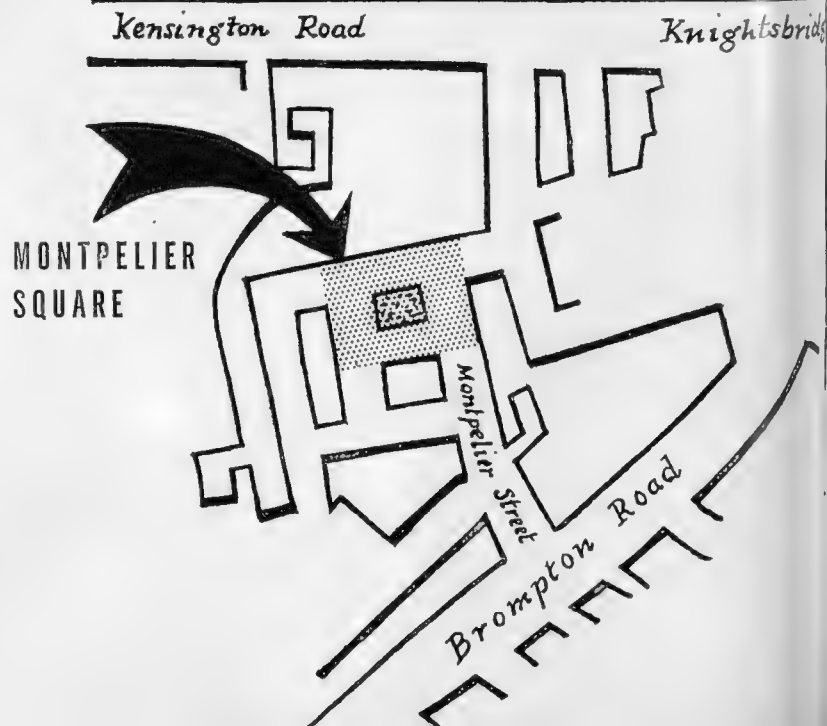 Kensington Road
Knightsbrid
MONTPELIER
SQUARE
Montpelier Street
Brompton Road